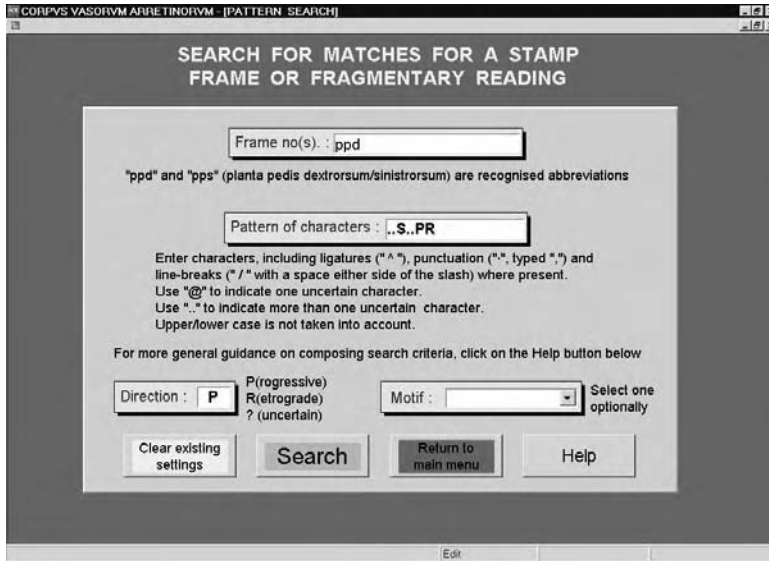 CORPVS VASORVM ARRETINORVM - [PATTERN SEARCH]
SEARCH FOR MATCHES FOR A STAMP
FRAME OR FRAGMENTARY READING
Frame no(s). : ppd
"ppd" and "pps" (planta pedis dextrorsum/sinistrorsum) are recognised abbreviations
Pattern of characters : ..S..PR
Enter characters, including ligatures ("^"), punctuation ("·", typed ",") and
line-breaks (" / " with a space either side of the slash) where present.
Use "@" to indicate one uncertain character.
Use ".." to indicate more than one uncertain character.
Upper/lower case is not taken into account.
For more general guidance on composing search criteria, click on the Help button below
Direction : P
P(rogressive)
R(etrograde)
? (uncertain)
Motif :
Select one
optionally
Clear existing
settings
Search
Return to
main menu
Help
Edit